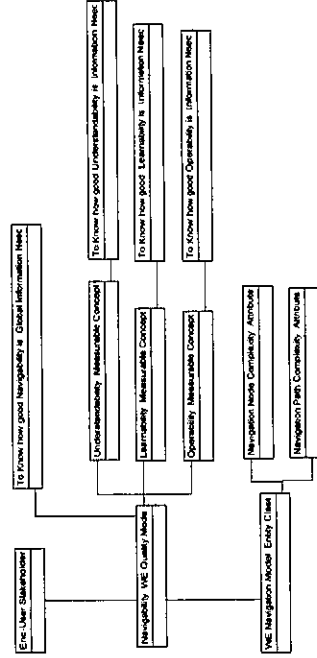 To Know how good Navigability is Global Information Need
To Know how good Understandability is Information Need
To Know how good Learnability is Information Need
To Know how good Operability is Information Need
End-User Stakeholder
Understandability Measurable Concept
Navigability WE Quality Model
Learnability Measurable Concept
Operability Measurable Concept
Navigation Node Complexity Attribute
WE Navigation Model Entity Class
Navigation Path Complexity Attribute